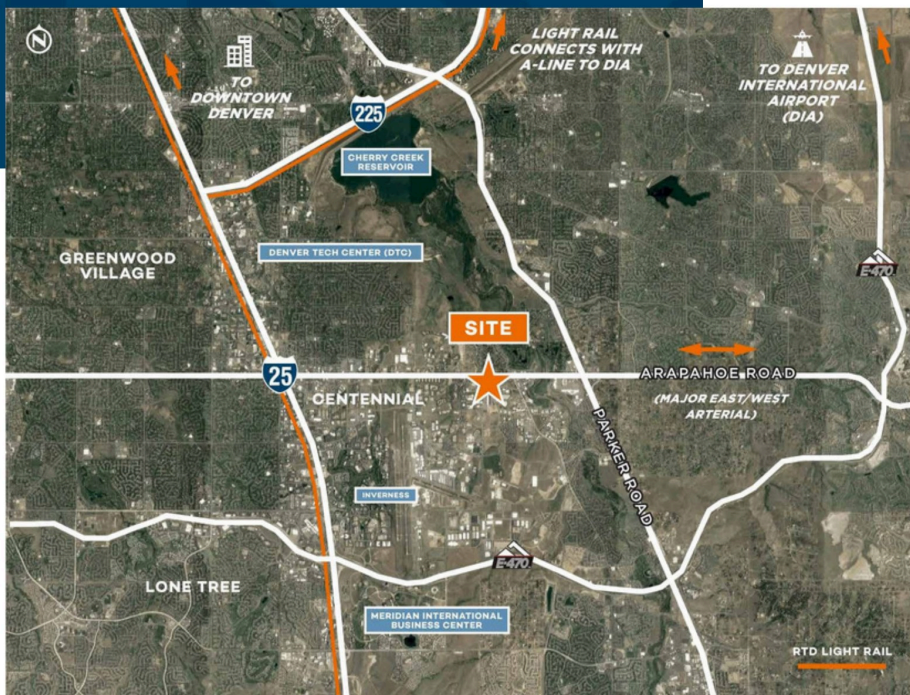 N
TO
DOWNTOWN
DENVER
LIGHT RAIL
CONNECTS WITH
A-LINE TO DIA
TO DENVER
INTERNATIONAL
AIRPORT
(DIA)
225
CHERRY CREEK
RESERVOIR
GREENWOOD
VILLAGE
DENVER TECH CENTER (DTC)
E-470
SITE
25
CENTENNIAL
ARAPAHOE ROAD
(MAJOR EAST/WEST
ARTERIAL)
PARKER ROAD
INVERNESS
E-470
LONE TREE
MERIDIAN INTERNATIONAL
BUSINESS CENTER
RTD LIGHT RAIL